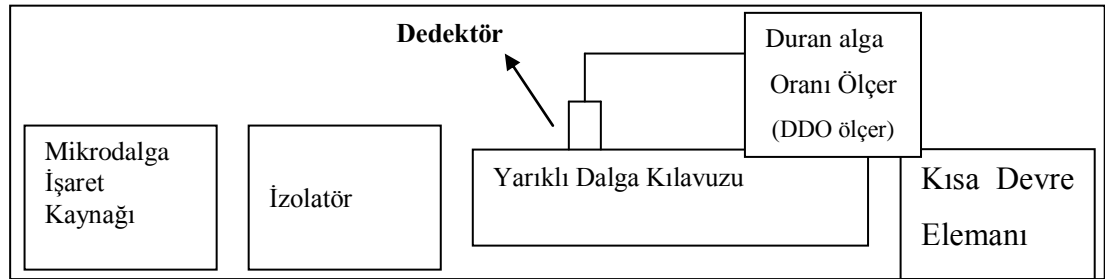 Dedektör
Duran alga
Oranı Ölçer
(DDO ölçer)
Mikrodalga
İşaret
Kaynağı
İzolatör
Yarıklı Dalga Kılavuzu
Kısa Devre
Elemanı